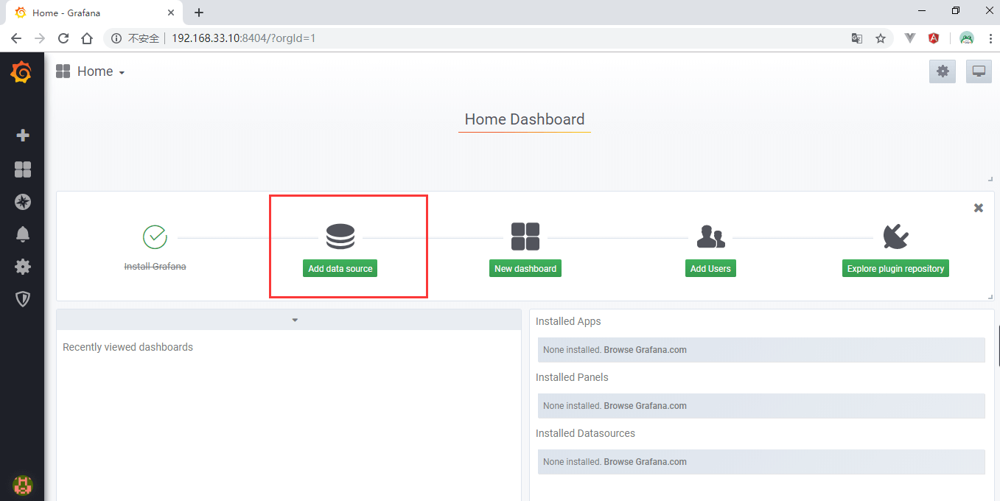 Home - Grafana
不安全
192.168.33.10:8404/?orgId=1
Home
Home Dashboard
Install Grafana
Add data source
New dashboard
Add Users
Explore plugin repository
Recently viewed dashboards
Installed Apps
None installed. Browse Grafana.com
Installed Panels
None installed. Browse Grafana.com
Installed Datasources
None installed. Browse Grafana.com